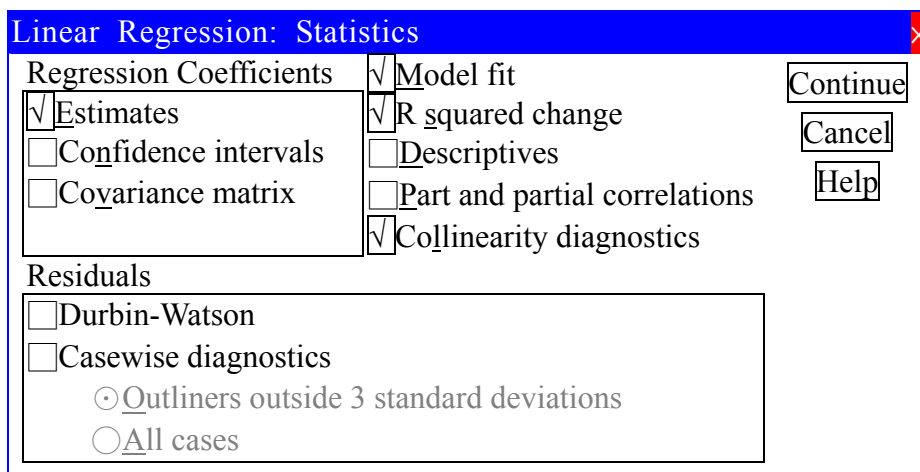 Linear Regression: Statistics ×
Regression Coefficients
√ Estimates
Confidence intervals
Covariance matrix
√ Model fit
√ R squared change
Descriptives
Part and partial correlations
√ Collinearity diagnostics
Continue
Cancel
Help
Residuals
Durbin-Watson
Casewise diagnostics
Outliners outside 3 standard deviations
All cases